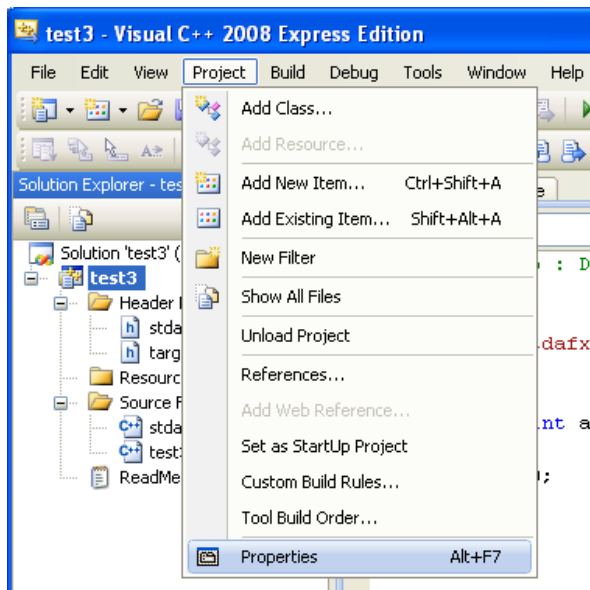 test3 - Visual C++ 2008 Express Edition
File Edit View Project Build Debug Tools Window Help
Add Class...
Add Resource...
Solution Explorer - tes
Add New Item... Ctrl+Shift+A
Add Existing Item... Shift+Alt+A
Solution 'test3' (
New Filter
: D
test3
Header
Show All Files
h stda
Unload Project
dafx
h targ
Resourc
References...
Source F
Add Web Reference...
int a
C++ stda
Set as StartUp Project
C++ test
ReadMe
Custom Build Rules...
;
Tool Build Order...
Properties Alt+F7